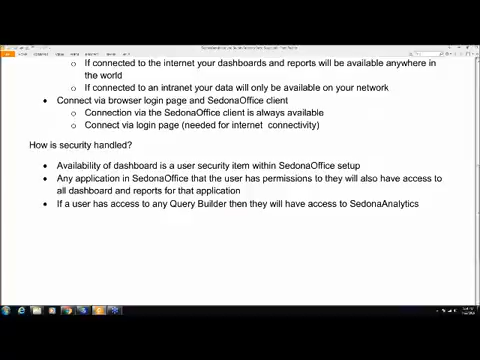 o If connected to the internet your dashboards and reports will be available anywhere in
the world
o If connected to an intranet your data will only be available on your network
• Connect via browser login page and SedonaOffice client
o Connection via the SedonaOffice client is always available
o Connect via login page (needed for internet connectivity)
How is security handled?
• Availability of dashboard is a user security item within SedonaOffice setup
• Any application in SedonaOffice that the user has permissions to they will also have access to
all dashboard and reports for that application
• If a user has access to any Query Builder then they will have access to SedonaAnalytics